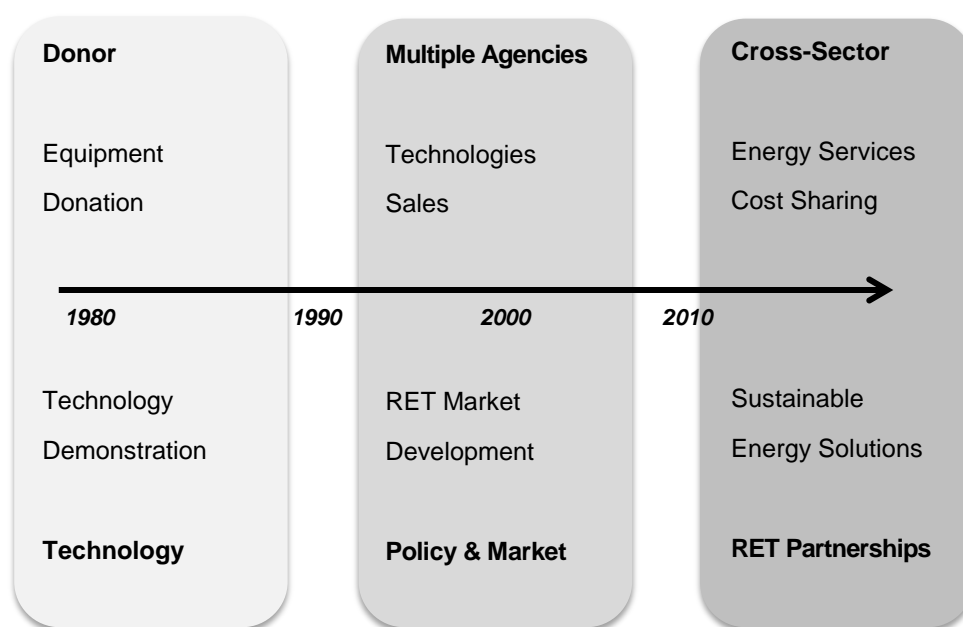 Donor
Equipment
Donation
Multiple Agencies
Technologies
Sales
Cross-Sector
Energy Services
Cost Sharing
1980
1990
2000
2010
Technology
Demonstration
Technology
RET Market
Development
Policy & Market
Sustainable
Energy Solutions
RET Partnerships